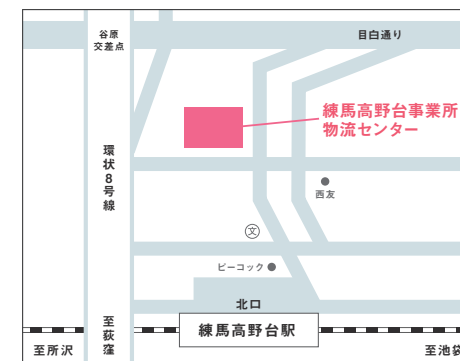 谷原
交差点
目白通り
練馬高野台事業所
物流センター
環状8号線
西友
文
ピーコック
北口
練馬高野台駅
至荻窪
至所沢
至池袋